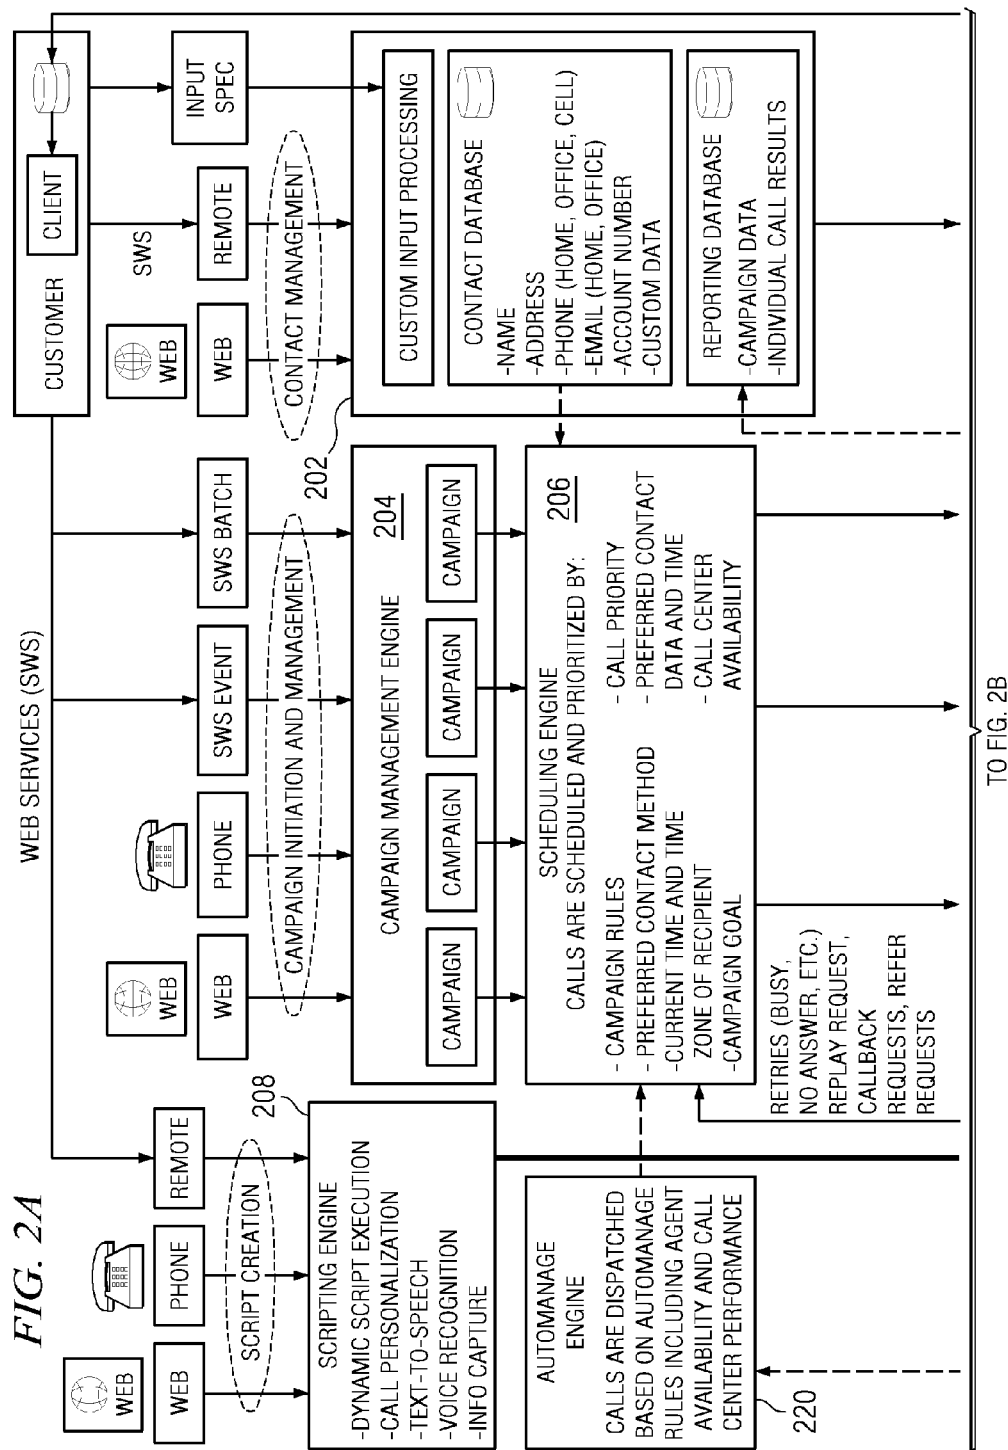 FIG. 2A
WEB SERVICES (SWS)
CUSTOMER
CLIENT
WEB
WEB
PHONE
REMOTE
SCRIPT CREATION
WEB
WEB
PHONE
SWS EVENT
SWS BATCH
CAMPAIGN INITIATION AND MANAGEMENT
WEB
WEB
SWS
REMOTE
INPUT
SPEC
CONTACT MANAGEMENT
208
SCRIPTING ENGINE
-DYNAMIC SCRIPT EXECUTION
-CALL PERSONALIZATION
-TEXT-TO-SPEECH
-VOICE RECOGNITION
-INFO CAPTURE
CAMPAIGN MANAGEMENT ENGINE
204
CAMPAIGN
CAMPAIGN
CAMPAIGN
CAMPAIGN
202
CUSTOM INPUT PROCESSING
CONTACT DATABASE
-NAME
-ADDRESS
-PHONE (HOME, OFFICE, CELL)
-EMAIL (HOME, OFFICE)
-ACCOUNT NUMBER
-CUSTOM DATA
REPORTING DATABASE
-CAMPAIGN DATA
-INDIVIDUAL CALL RESULTS
AUTOMANAGE
ENGINE
CALLS ARE DISPATCHED
BASED ON AUTOMANAGE
RULES INCLUDING AGENT
AVAILABILITY AND CALL
CENTER PERFORMANCE
220
SCHEDULING ENGINE
206
CALLS ARE SCHEDULED AND PRIORITIZED BY:
- CAMPAIGN RULES
- PREFERRED CONTACT METHOD
-CURRENT TIME AND TIME
ZONE OF RECIPIENT
-CAMPAIGN GOAL
- CALL PRIORITY
- PREFERRED CONTACT
DATA AND TIME
- CALL CENTER
AVAILABILITY
RETRIES (BUSY,
NO ANSWER, ETC.)
REPLAY REQUEST,
CALLBACK
REQUESTS, REFER
REQUESTS
TO FIG. 2B